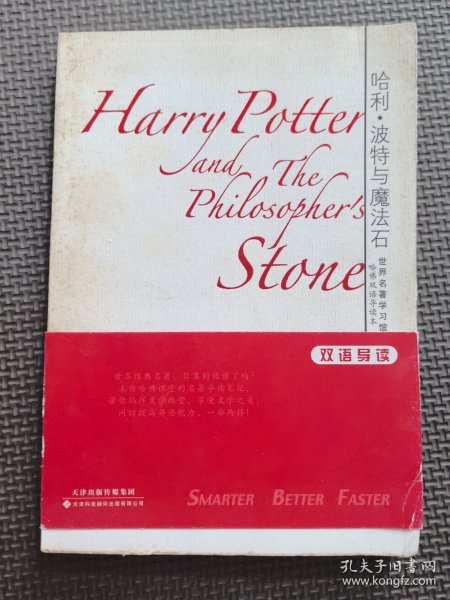 Harry Potter
and The
Philosopher's
Stone
哈利·波特与魔法石
世界名著学习馆
哈佛双语导读本
双语导读
世界经典名著，你真的读懂了吗？
来自哈佛课堂的名著导读笔记，
带你徜徉文学殿堂，享受文学之美，
同时提高英语能力，一举两得！
天津出版传媒集团
天津科技翻译出版有限公司
SMARTER BETTER FASTER
孔夫子旧书网
www.kongfz.com